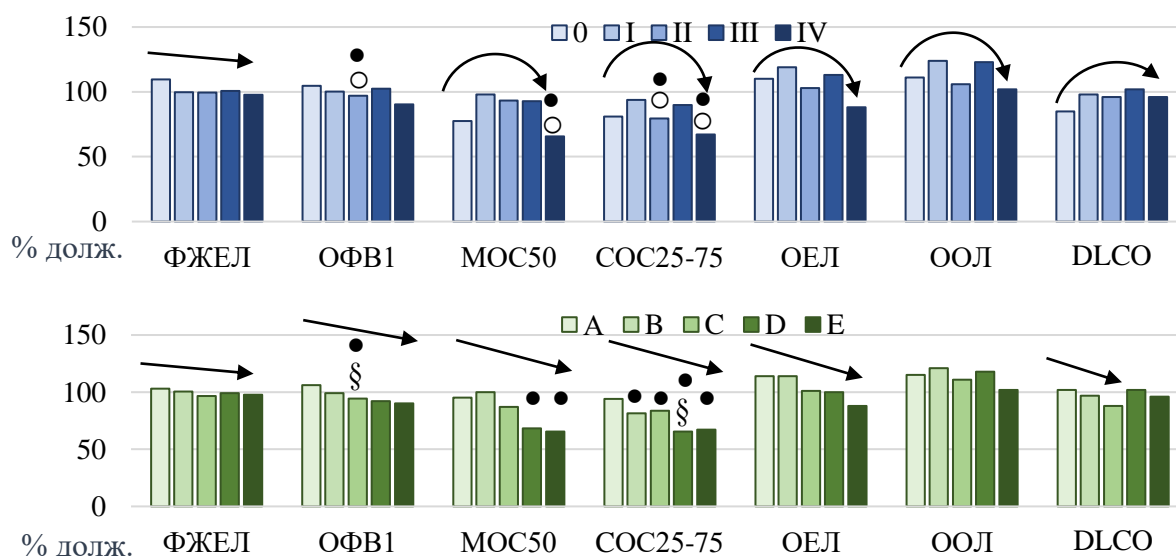 150
0 I II III IV
100
50
0
% долж.
ФЖЕЛ ОФВ1 МОС50 СОС25-75 ОЕЛ ООЛ DLCO
150
A B C D E
§
100
§
50
0
% долж.
ФЖЕЛ ОФВ1 МОС50 СОС25-75 ОЕЛ ООЛ DLCO